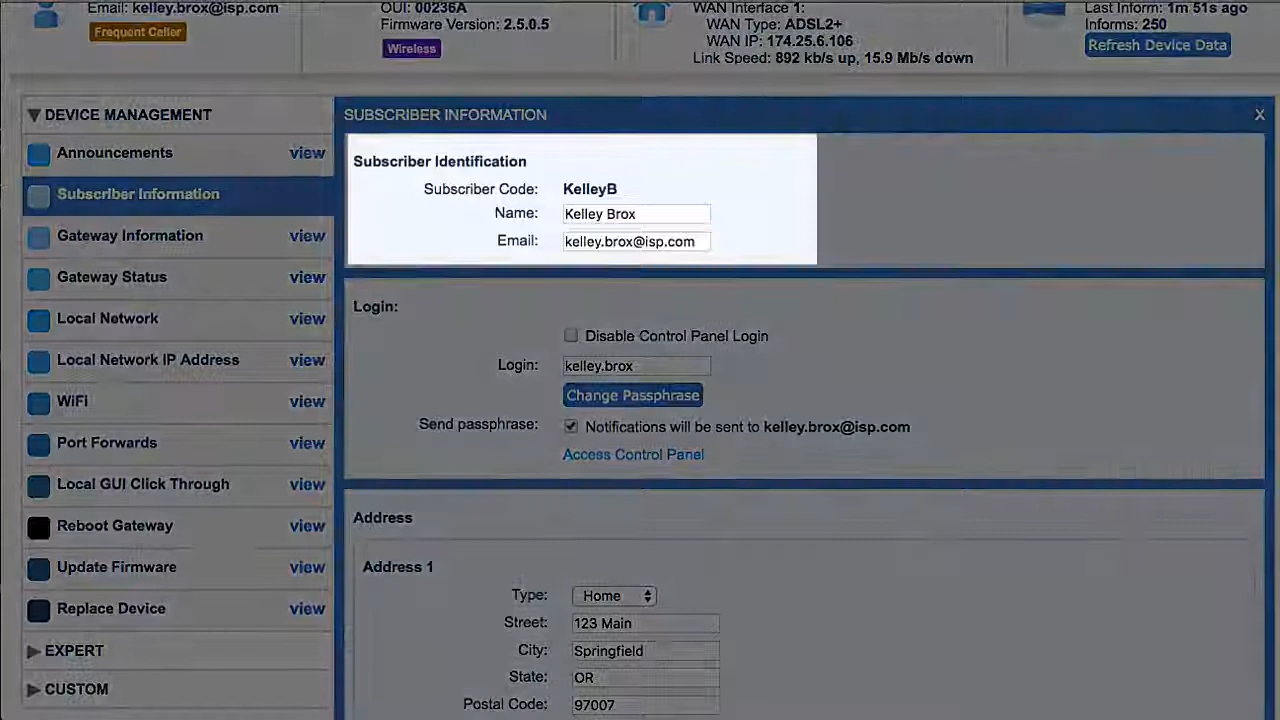 Email: kelley.brox@isp.com
Frequent Caller
OUI: 00236A
Firmware Version: 2.5.0.5
Wireless
WAN Interface 1:
WAN Type: ADSL2+
WAN IP: 174.25.6.106
Link Speed: 892 kb/s up, 15.9 Mb/s down
Last Inform: 1m 51s ago
Informs: 250
Refresh Device Data
DEVICE MANAGEMENT
Announcements view
Subscriber Information
Gateway Information view
Gateway Status view
Local Network view
Local Network IP Address view
WiFi view
Port Forwards view
Local GUI Click Through view
Reboot Gateway view
Update Firmware view
Replace Device view
EXPERT
CUSTOM
SUBSCRIBER INFORMATION X
Subscriber Identification
Subscriber Code: KelleyB
Name: Kelley Brox
Email: kelley.brox@isp.com
Login:
Disable Control Panel Login
Login: kelley.brox
Change Passphrase
Send passphrase: Notifications will be sent to kelley.brox@isp.com
Access Control Panel
Address
Address 1
Type: Home
Street: 123 Main
City: Springfield
State: OR
Postal Code: 97007